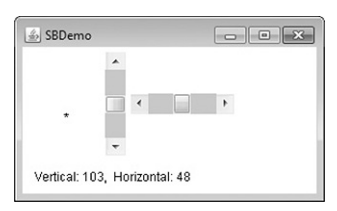 SBDemo
*
Vertical: 103, Horizontal: 48